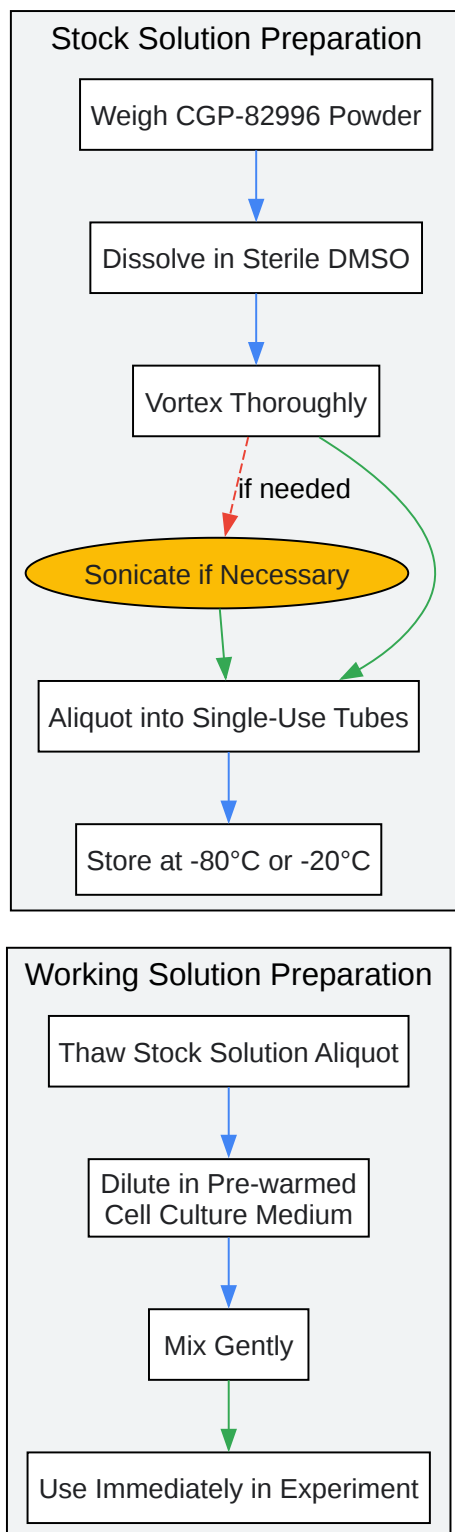 Stock Solution Preparation
Weigh CGP-82996 Powder
Dissolve in Sterile DMSO
Vortex Thoroughly
if needed
Sonicate if Necessary
Aliquot into Single-Use Tubes
Store at -80°C or -20°C
Working Solution Preparation
Thaw Stock Solution Aliquot
Dilute in Pre-warmed
Cell Culture Medium
Mix Gently
Use Immediately in Experiment